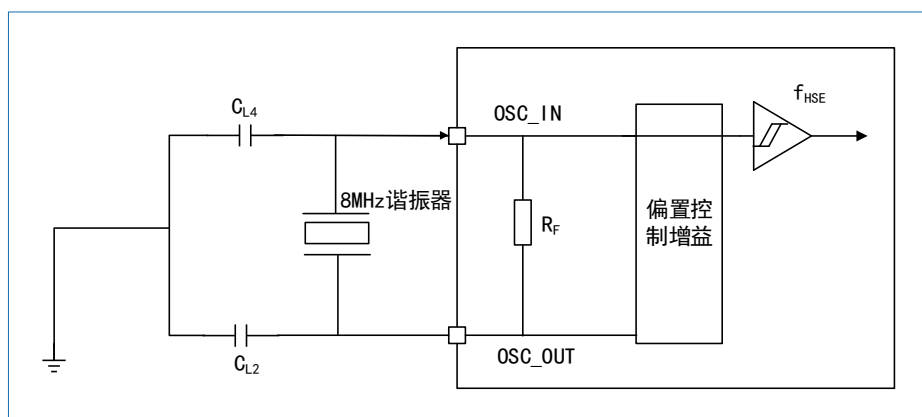 C_L4
OSC_IN
f_HSE
8MHz谐振器
R_F
偏置控
制增益
OSC_OUT
C_L2